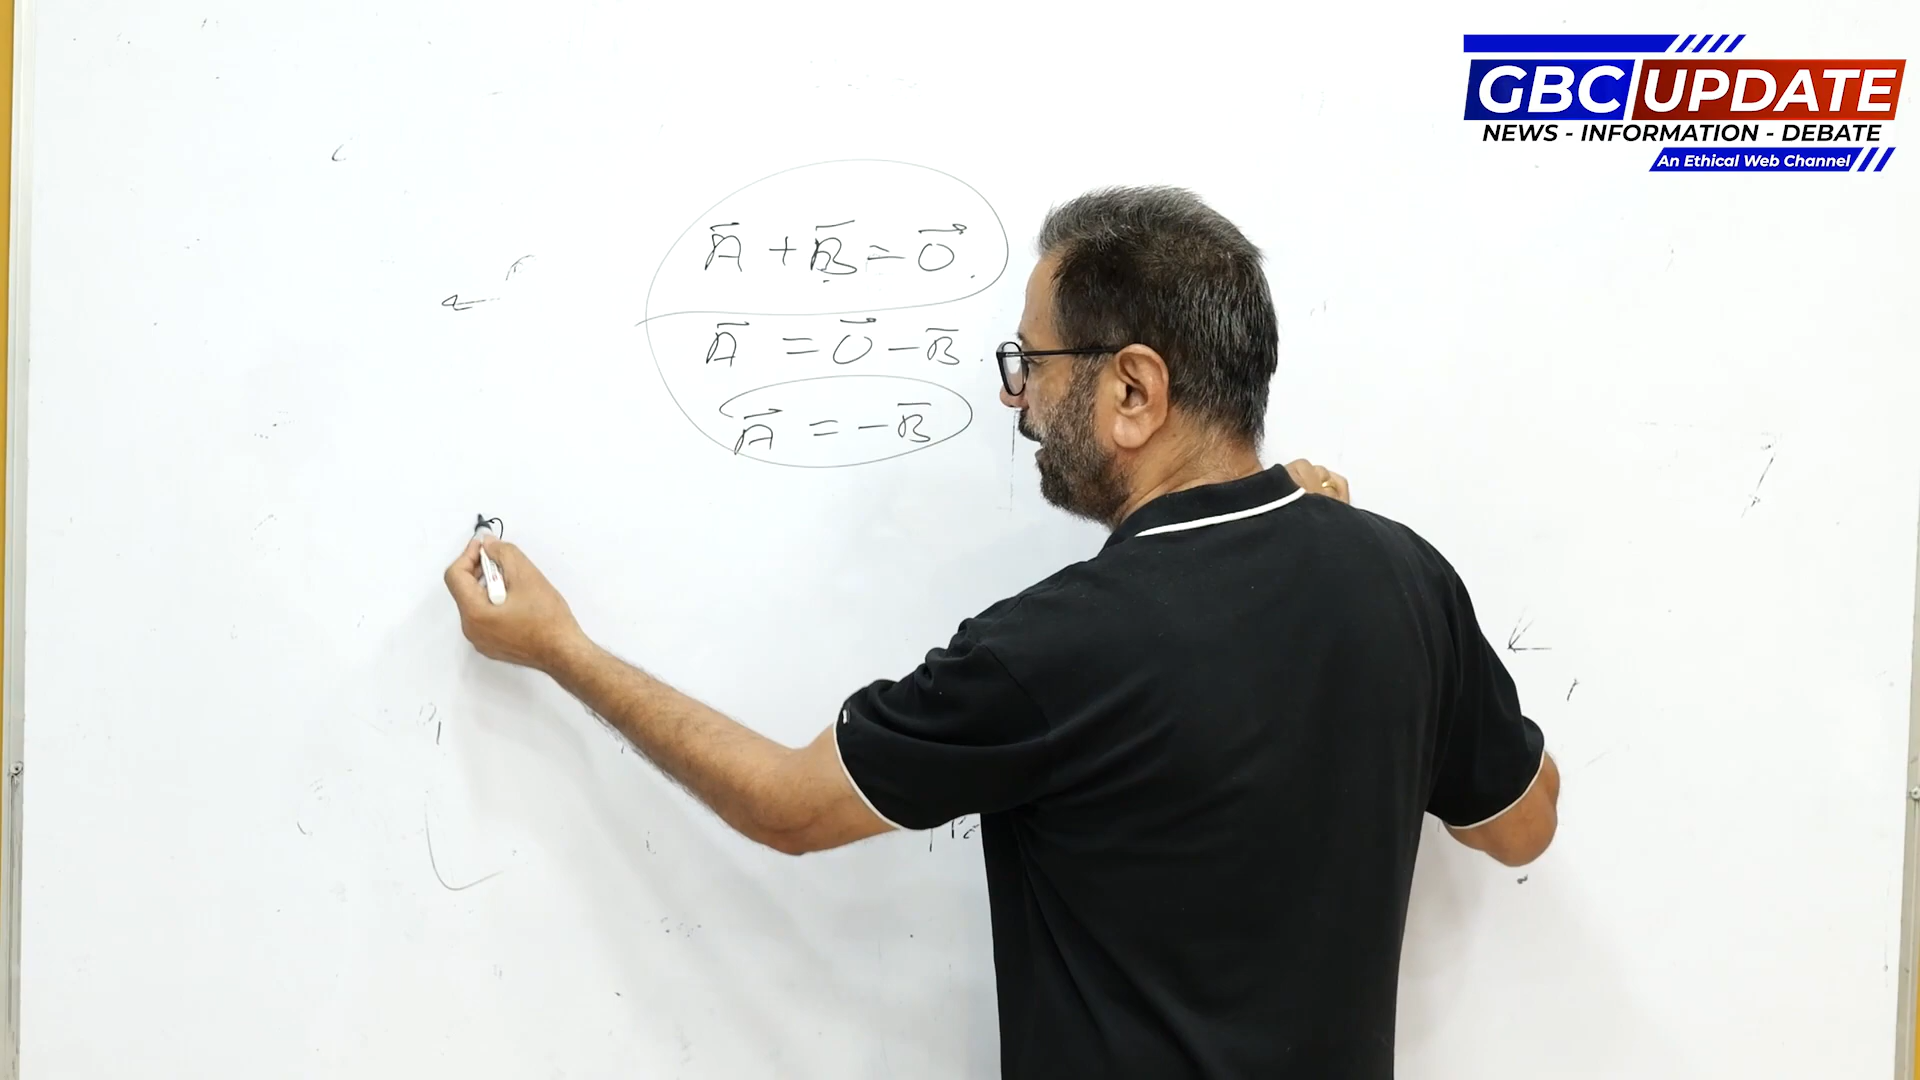 GBC UPDATE
NEWS - INFORMATION - DEBATE
An Ethical Web Channel
A⃗ + B⃗ = 0⃗.
A⃗ = 0⃗ - B⃗.
A⃗ = - B⃗